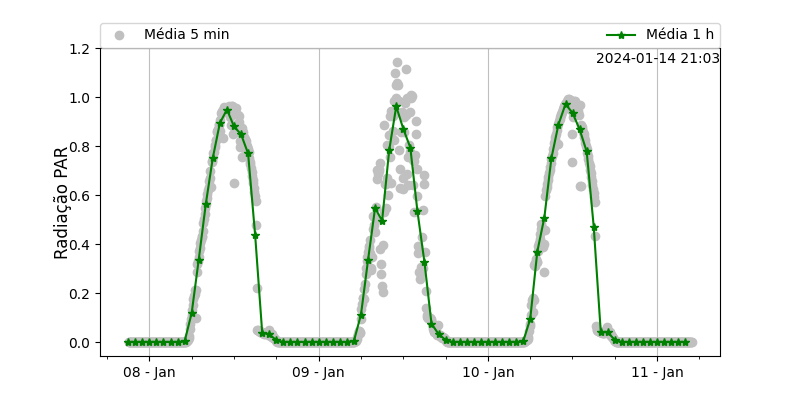 Média 5 min
Média 1 h
2024-01-14 21:03
Radiação PAR
1.2
1.0
0.8
0.6
0.4
0.2
0.0
08 - Jan
09 - Jan
10 - Jan
11 - Jan